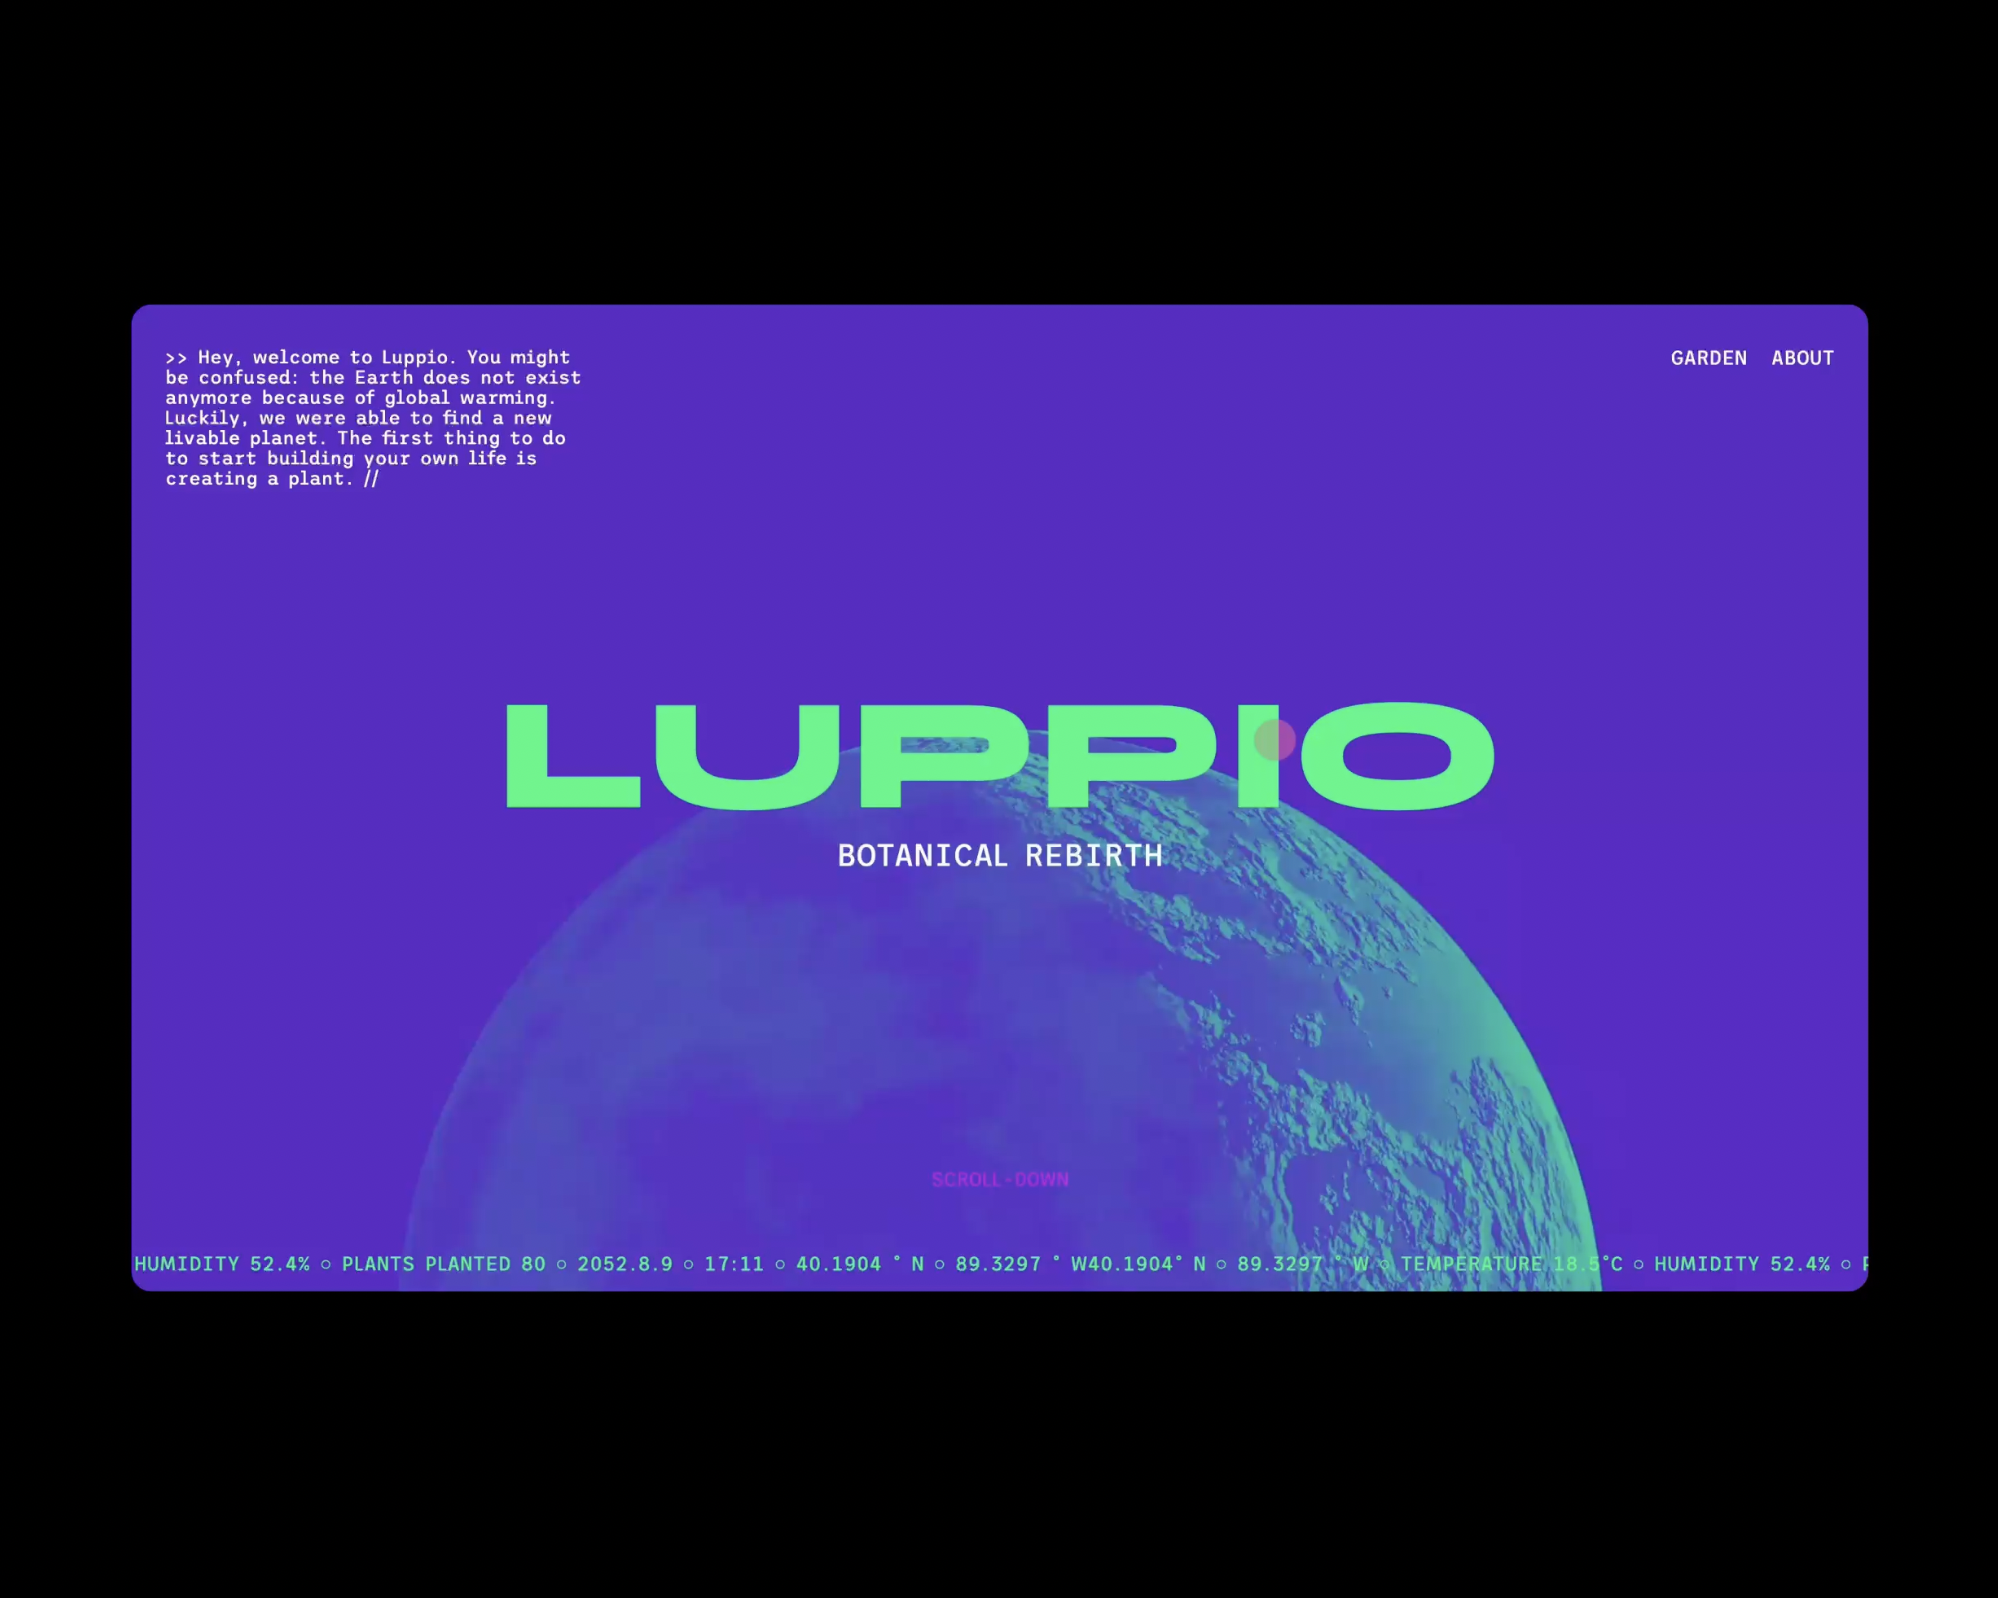 >> Hey, welcome to Luppio. You might
be confused: the Earth does not exist
anymore because of global warming.
Luckily, we were able to find a new
livable planet. The first thing to do
to start building your own life is
creating a plant. //
GARDEN ABOUT
LUPPIO
BOTANICAL REBIRTH
SCROLL-DOWN
HUMIDITY 52.4% ○ PLANTS PLANTED 80 ○ 2052.8.9 ○ 17:11 ○ 40.1904 ° N ○ 89.3297 ° W40.1904° N ○ 89.3297 ° W ○ TEMPERATURE 18.5°C ○ HUMIDITY 52.4% ○